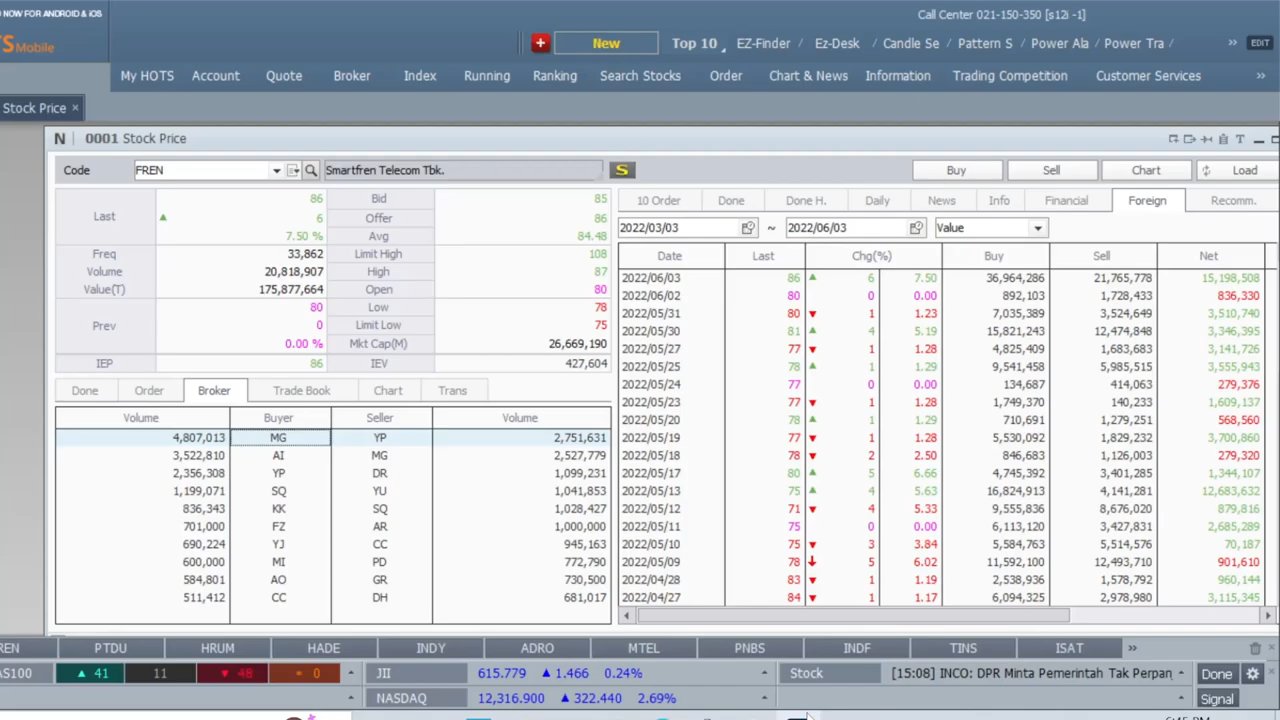 NOW FOR ANDROID & iOS
TS Mobile
Call Center 021-150-350 [s12i -1]
New Top 10 EZ-Finder / Ez-Desk / Candle Se / Pattern S / Power Ala / Power Tra / » EDIT
My HOTS Account Quote Broker Index Running Ranking Search Stocks Order Chart & News Information Trading Competition Customer Services »
Stock Price ×
N 0001 Stock Price
Code FREN Smartfren Telecom Tbk. S Buy Sell Chart Load
Last 86 Bid 85
6 Offer 86
7.50 % Avg 84.48
Freq 33,862 Limit High 108
Volume 20,818,907 High 87
Value(T) 175,877,664 Open 80
Prev 80 Low 78
0 Limit Low 75
0.00 % Mkt Cap(M) 26,669,190
IEP 86 IEV 427,604
Done Order Broker Trade Book Chart Trans
Volume Buyer Seller Volume
4,807,013 MG YP 2,751,631
3,522,810 AI MG 2,527,779
2,356,308 YP DR 1,099,231
1,199,071 SQ YU 1,041,853
836,343 KK SQ 1,028,427
701,000 FZ AR 1,000,000
690,224 YJ CC 945,163
600,000 MI PD 772,790
584,801 AO GR 730,500
511,412 CC DH 681,017
10 Order Done Done H. Daily News Info Financial Foreign Recomm.
2022/03/03 ~ 2022/06/03 Value
Date Last Chg(%) Buy Sell Net
2022/06/03 86 ▲ 6 7.50 36,964,286 21,765,778 15,198,508
2022/06/02 80 0 0.00 892,103 1,728,433 836,330
2022/05/31 80 ▼ 1 1.23 7,035,389 3,524,649 3,510,740
2022/05/30 81 ▲ 4 5.19 15,821,243 12,474,848 3,346,395
2022/05/27 77 ▼ 1 1.28 4,825,409 1,683,683 3,141,726
2022/05/25 78 ▲ 1 1.29 9,541,458 5,985,515 3,555,943
2022/05/24 77 0 0.00 134,687 414,063 279,376
2022/05/23 77 ▼ 1 1.28 1,749,370 140,233 1,609,137
2022/05/20 78 ▲ 1 1.29 710,691 1,279,251 568,560
2022/05/19 77 ▼ 1 1.28 5,530,092 1,829,232 3,700,860
2022/05/18 78 ▼ 2 2.50 846,683 1,126,003 279,320
2022/05/17 80 ▲ 5 6.66 4,745,392 3,401,285 1,344,107
2022/05/13 75 ▲ 4 5.63 16,824,913 4,141,281 12,683,632
2022/05/12 71 ▼ 4 5.33 9,555,836 8,676,020 879,816
2022/05/11 75 0 0.00 6,113,120 3,427,831 2,685,289
2022/05/10 75 ▼ 3 3.84 5,584,763 5,514,576 70,187
2022/05/09 78 ↓ 5 6.02 11,592,100 12,493,710 901,610
2022/04/28 83 ▼ 1 1.19 2,538,936 1,578,792 960,144
2022/04/27 84 ▼ 1 1.17 6,094,325 2,978,980 3,115,345
REN PTDU HRUM HADE INDY ADRO MTEL PNBS INDF TINS ISAT »
AS100 ▲ 41 11 ▼ 48 = 0 JII 615.779 ▲ 1.466 0.24% Stock [15:08] INCO: DPR Minta Pemerintah Tak Perpan Done
NASDAQ 12,316.900 ▲ 322.440 2.69% Signal